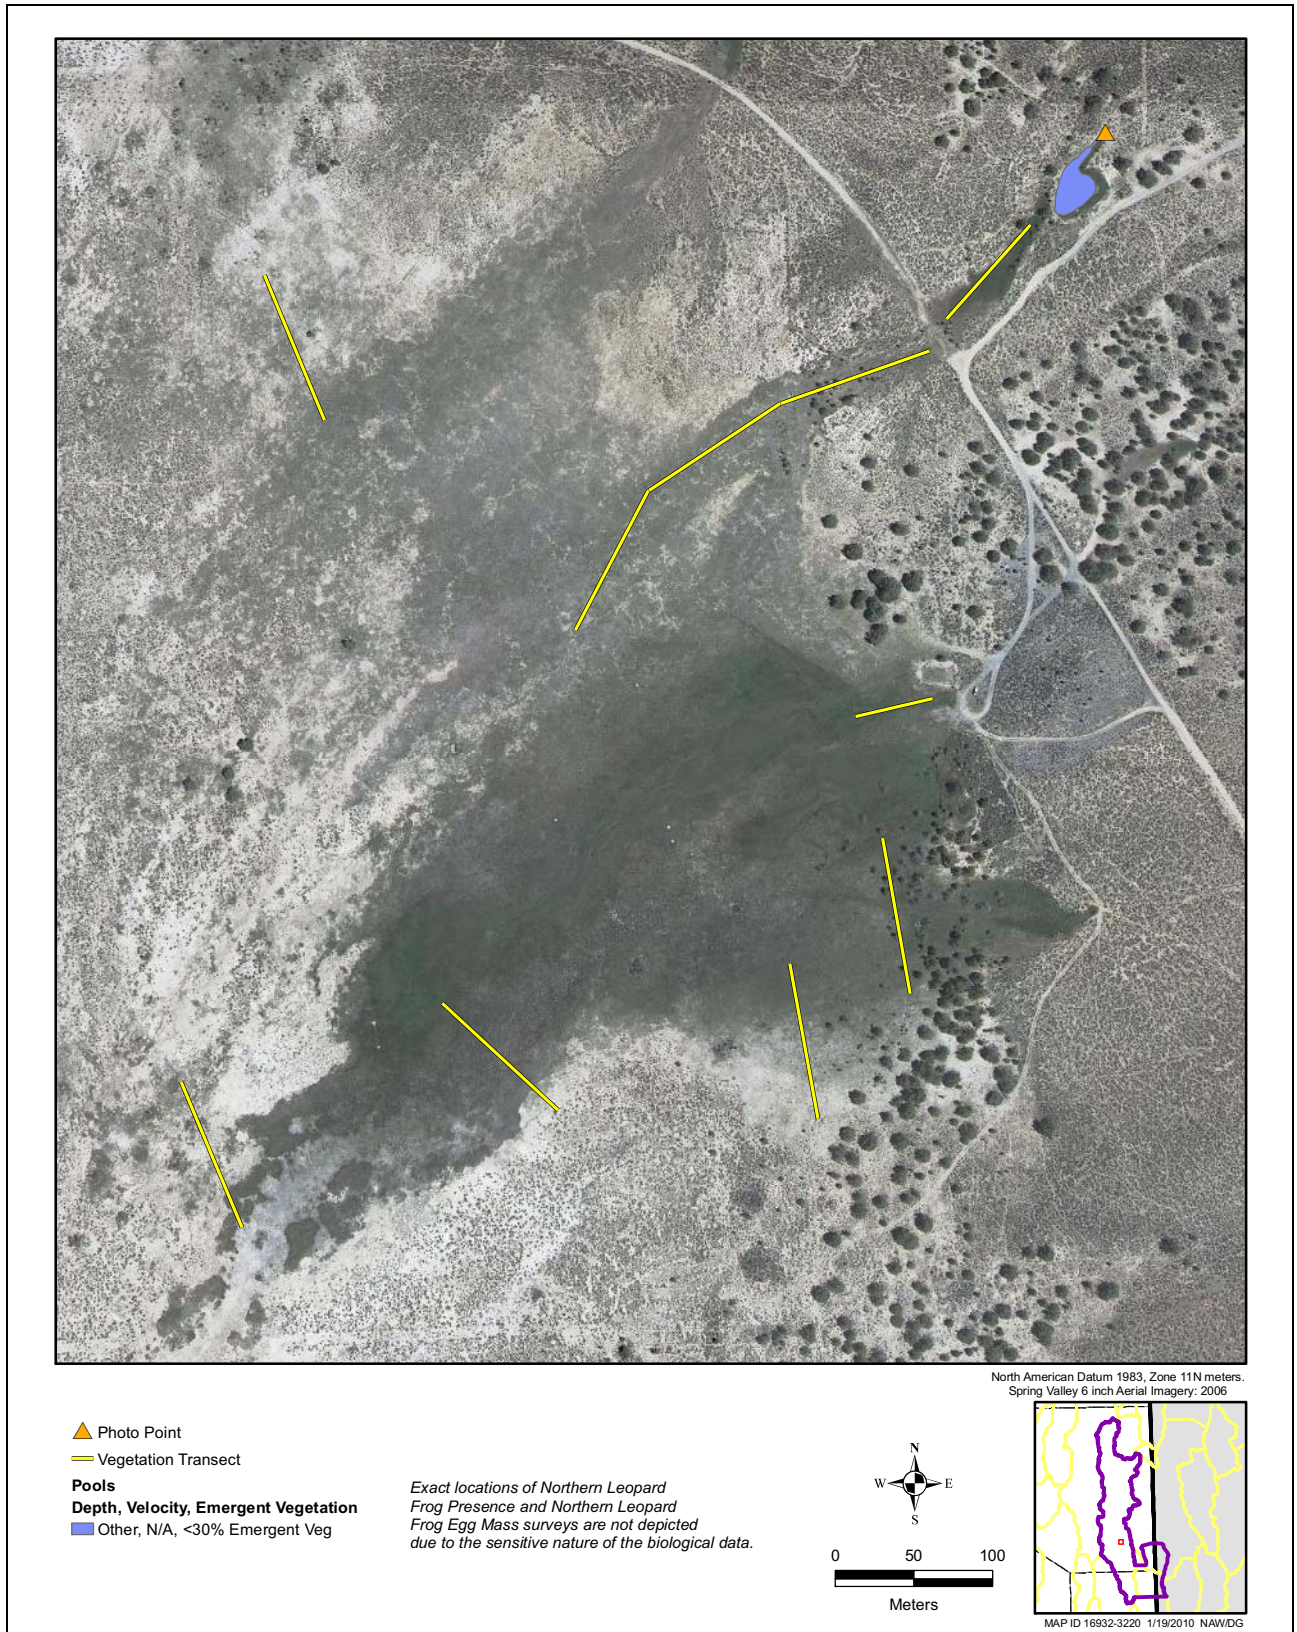 North American Datum 1983, Zone 11N meters.
Spring Valley 6 inch Aerial Imagery: 2006
Photo Point
Vegetation Transect
Pools
Depth, Velocity, Emergent Vegetation
Other, N/A, <30% Emergent Veg
Exact locations of Northern Leopard
Frog Presence and Northern Leopard
Frog Egg Mass surveys are not depicted
due to the sensitive nature of the biological data.
N
W E
S
0 50 100
Meters
MAP ID 16932-3220 1/19/2010 NAW/DG